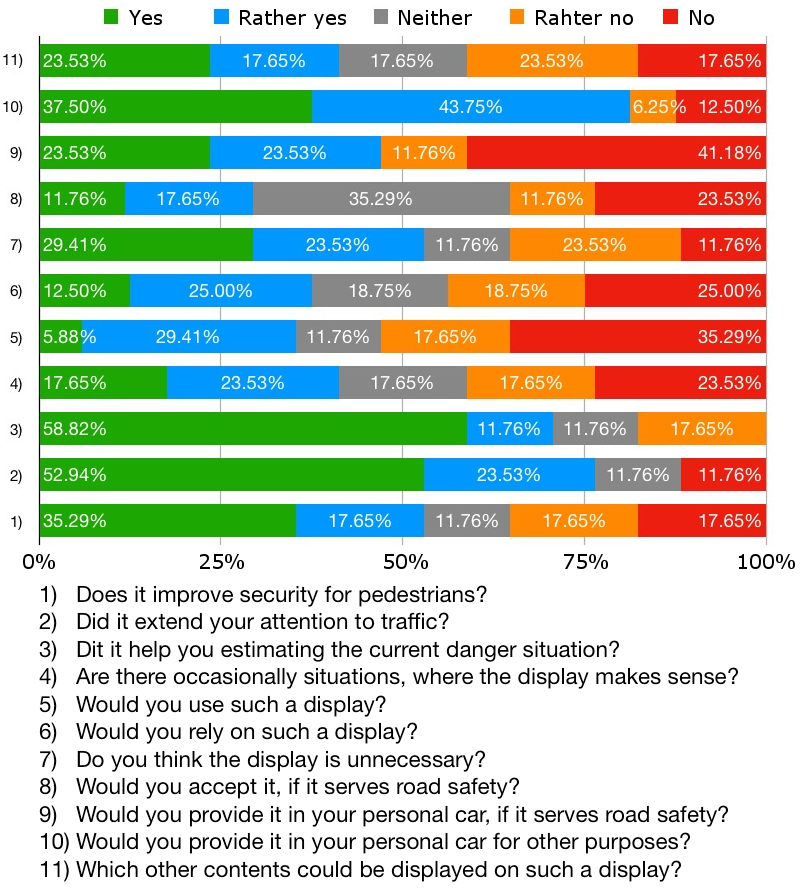 Yes Rather yes Neither Rahter no No
11) 23.53% 17.65% 17.65% 23.53% 17.65%
10) 37.50% 43.75% 6.25% 12.50%
9) 23.53% 23.53% 11.76% 41.18%
8) 11.76% 17.65% 35.29% 11.76% 23.53%
7) 29.41% 23.53% 11.76% 23.53% 11.76%
6) 12.50% 25.00% 18.75% 18.75% 25.00%
5) 5.88% 29.41% 11.76% 17.65% 35.29%
4) 17.65% 23.53% 17.65% 17.65% 23.53%
3) 58.82% 11.76% 11.76% 17.65%
2) 52.94% 23.53% 11.76% 11.76%
1) 35.29% 17.65% 11.76% 17.65% 17.65%
0% 25% 50% 75% 100%
1) Does it improve security for pedestrians?
2) Did it extend your attention to traffic?
3) Dit it help you estimating the current danger situation?
4) Are there occasionally situations, where the display makes sense?
5) Would you use such a display?
6) Would you rely on such a display?
7) Do you think the display is unnecessary?
8) Would you accept it, if it serves road safety?
9) Would you provide it in your personal car, if it serves road safety?
10) Would you provide it in your personal car for other purposes?
11) Which other contents could be displayed on such a display?